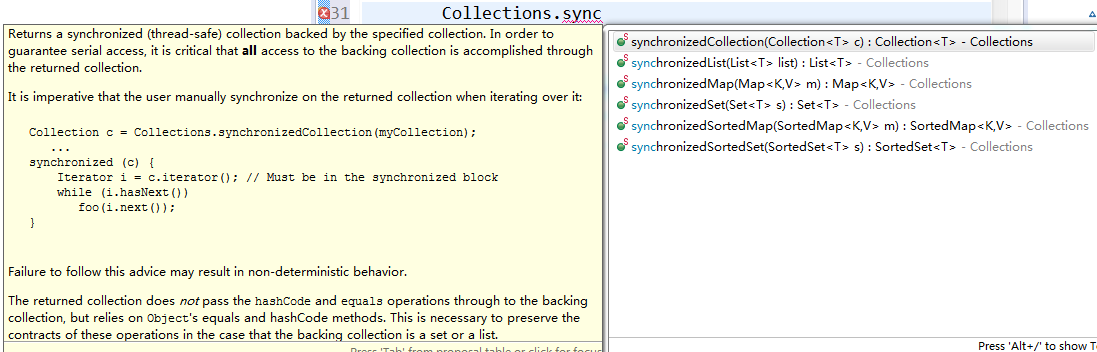 31 Collections.sync
Returns a synchronized (thread-safe) collection backed by the specified collection. In order to
guarantee serial access, it is critical that all access to the backing collection is accomplished through
the returned collection.
It is imperative that the user manually synchronize on the returned collection when iterating over it:
Collection c = Collections.synchronizedCollection(myCollection);
...
synchronized (c) {
Iterator i = c.iterator(); // Must be in the synchronized block
while (i.hasNext())
foo(i.next());
}
Failure to follow this advice may result in non-deterministic behavior.
The returned collection does not pass the hashCode and equals operations through to the backing
collection, but relies on Object's equals and hashCode methods. This is necessary to preserve the
contracts of these operations in the case that the backing collection is a set or a list.
Press 'Tab' from proposal table or click for focus
S synchronizedCollection(Collection<T> c) : Collection<T> - Collections
S synchronizedList(List<T> list) : List<T> - Collections
S synchronizedMap(Map<K,V> m) : Map<K,V> - Collections
S synchronizedSet(Set<T> s) : Set<T> - Collections
S synchronizedSortedMap(SortedMap<K,V> m) : SortedMap<K,V> - Collections
S synchronizedSortedSet(SortedSet<T> s) : SortedSet<T> - Collections
Press 'Alt+/' to show T